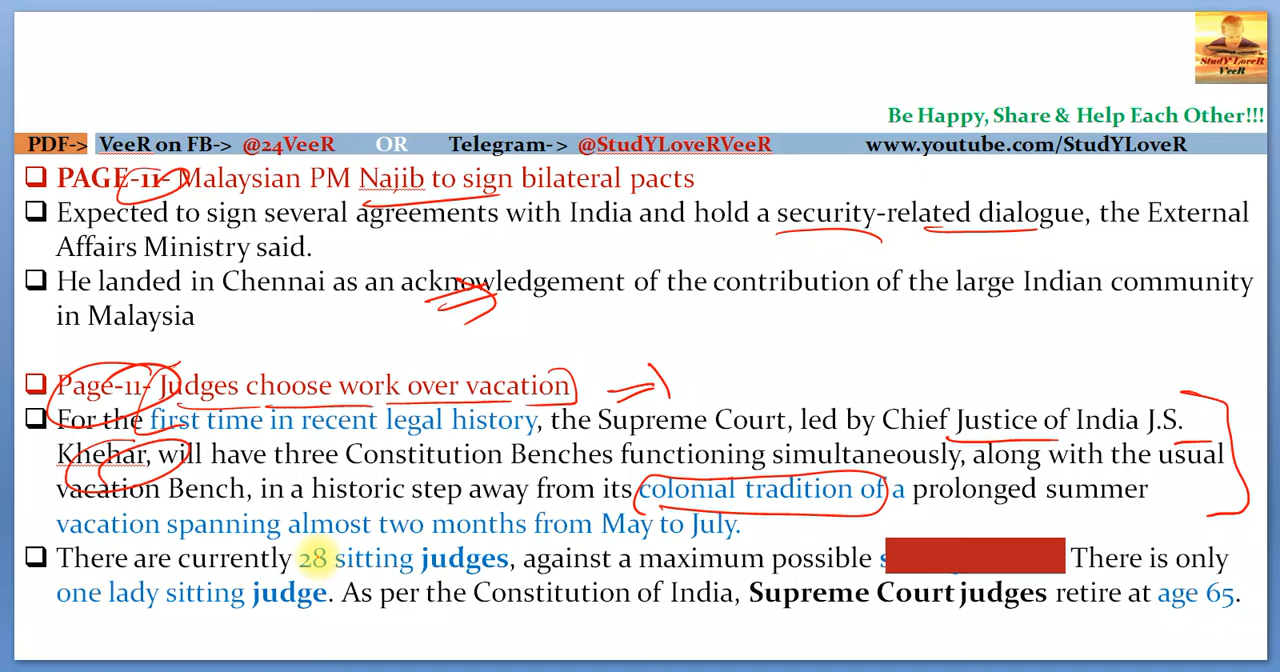 StudY LoveR
VeeR
Be Happy, Share & Help Each Other!!!
PDF-> VeeR on FB-> @24VeeR OR Telegram-> @StudYLoveRVeeR www.youtube.com/StudYLoveR
PAGE-11- Malaysian PM Najib to sign bilateral pacts
Expected to sign several agreements with India and hold a security-related dialogue, the External
Affairs Ministry said.
He landed in Chennai as an acknowledgement of the contribution of the large Indian community
in Malaysia
Page-11- Judges choose work over vacation
For the first time in recent legal history, the Supreme Court, led by Chief Justice of India J.S.
Khehar, will have three Constitution Benches functioning simultaneously, along with the usual
vacation Bench, in a historic step away from its colonial tradition of a prolonged summer
vacation spanning almost two months from May to July.
There are currently 28 sitting judges, against a maximum possible There is only
one lady sitting judge. As per the Constitution of India, Supreme Court judges retire at age 65.